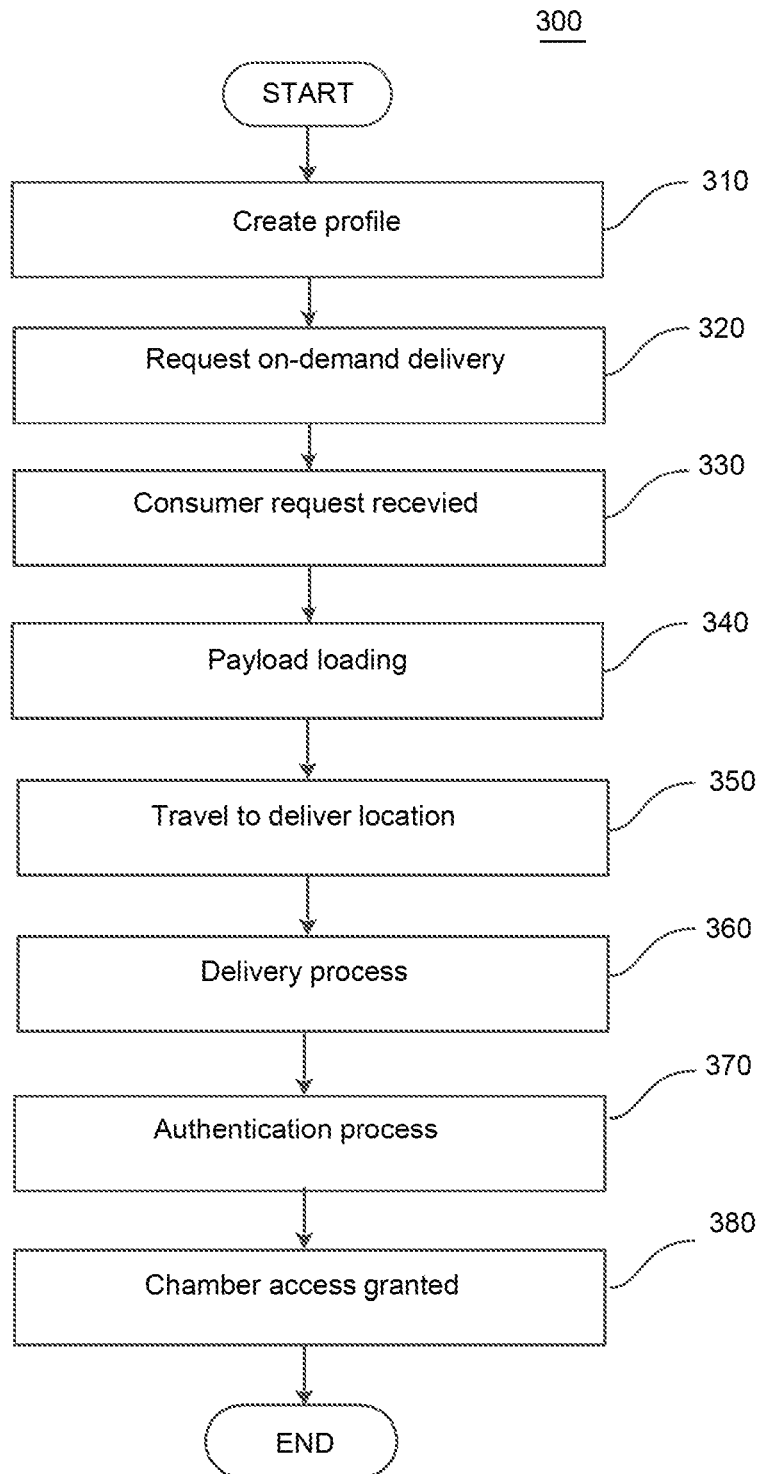 300
START
310
Create profile
320
Request on-demand delivery
330
Consumer request recevied
340
Payload loading
350
Travel to deliver location
360
Delivery process
370
Authentication process
380
Chamber access granted
END